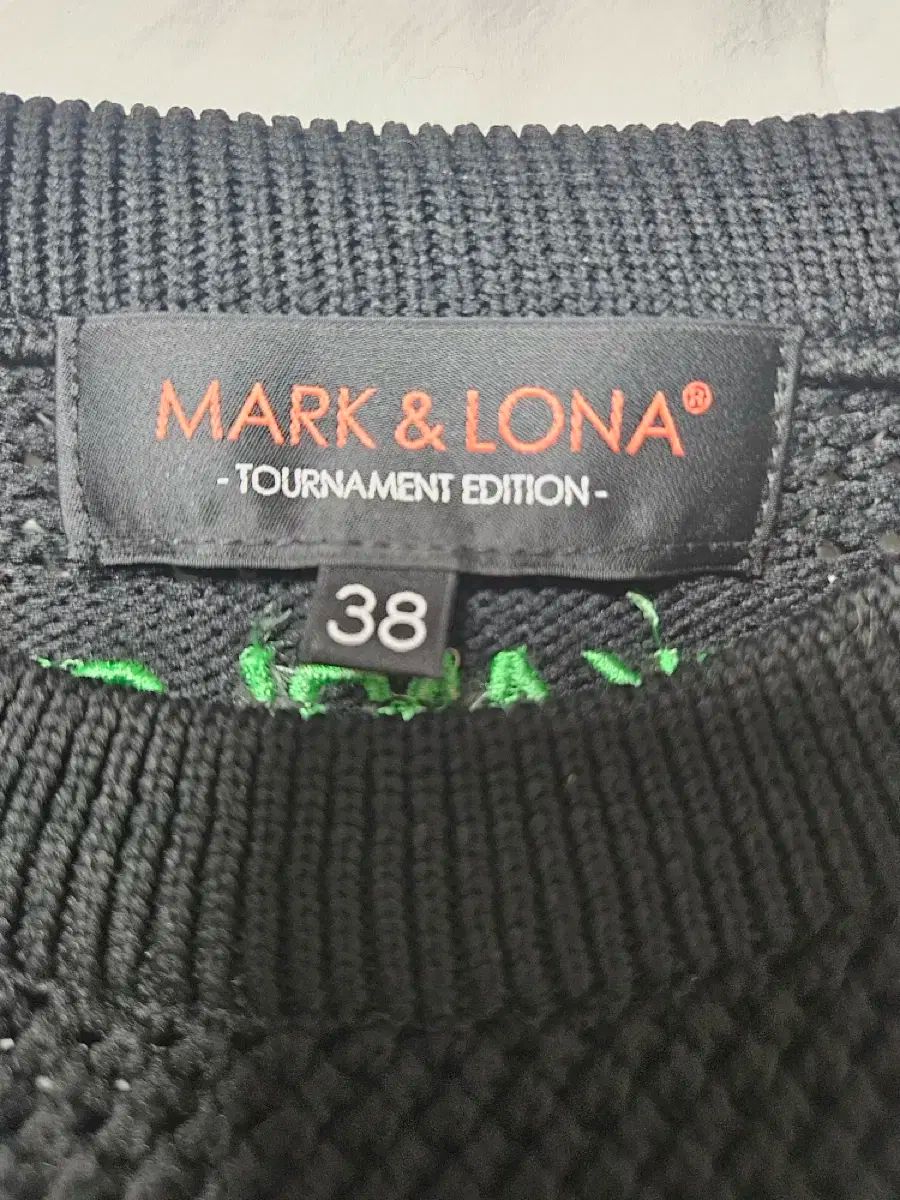 MARK & LONA®
- TOURNAMENT EDITION -
38